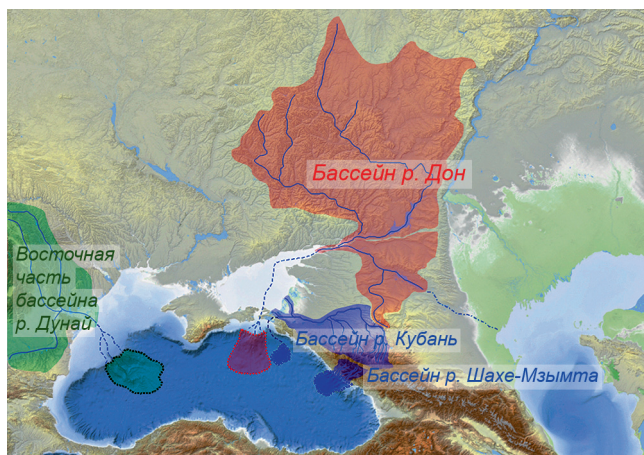 Бассейн р. Дон
Восточная
часть
бассейна
р. Дунай
Бассейн р. Кубань
Бассейн р. Шахе-Мзымта